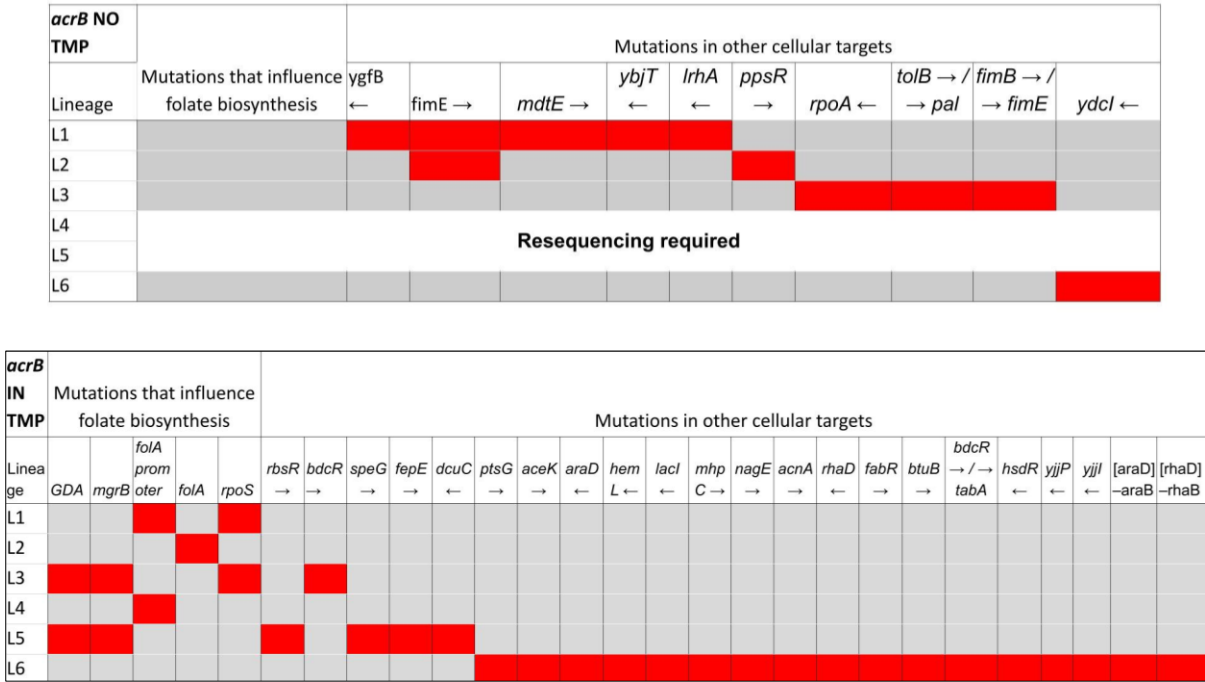 acrB NO
TMP
Mutations in other cellular targets
Lineage
Mutations that influence
folate biosynthesis
ygfB
←
fimE →
mdtE →
ybjT
←
lrhA
←
ppsR
→
rpoA ←
tolB → /
→ pal
fimB → /
→ fimE
ydcI ←
L1
L2
L3
L4
Resequencing required
L5
L6
acrB
IN
TMP
Mutations that influence
folate biosynthesis
Mutations in other cellular targets
Linea
ge
GDA
mgrB
folA
prom
oter
folA
rpoS
rbsR
→
bdcR
→
speG
→
fepE
→
dcuC
←
ptsG
→
aceK
→
araD
←
hem
L ←
lacI
←
mhp
C →
nagE
→
acnA
→
rhaD
←
fabR
→
btuB
→
bdcR
→ / →
tabA
hsdR
←
yjjP
←
yjjI
←
[araD]
–araB
[rhaD]
–rhaB
L1
L2
L3
L4
L5
L6